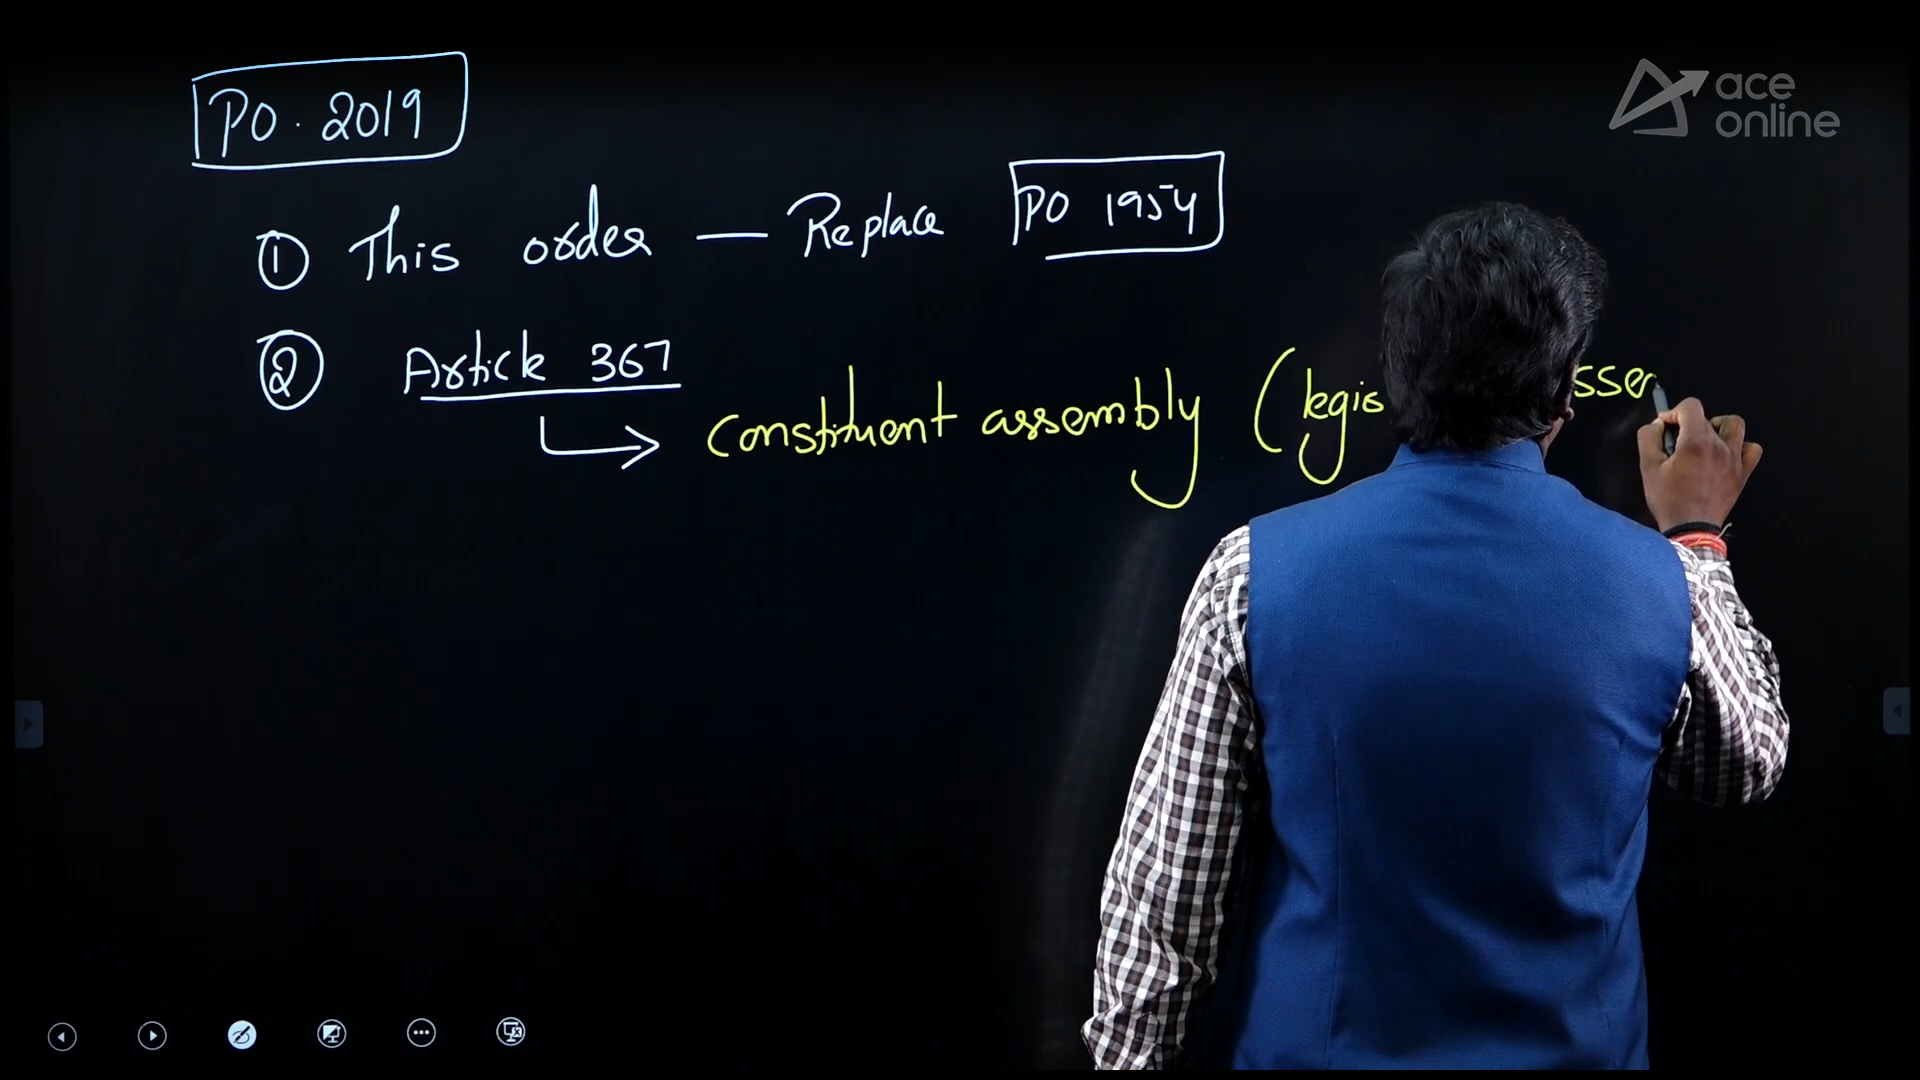 PO. 2019
ace
online
① This order — Replace PO 1954
② Article 367
constituent assembly (legis